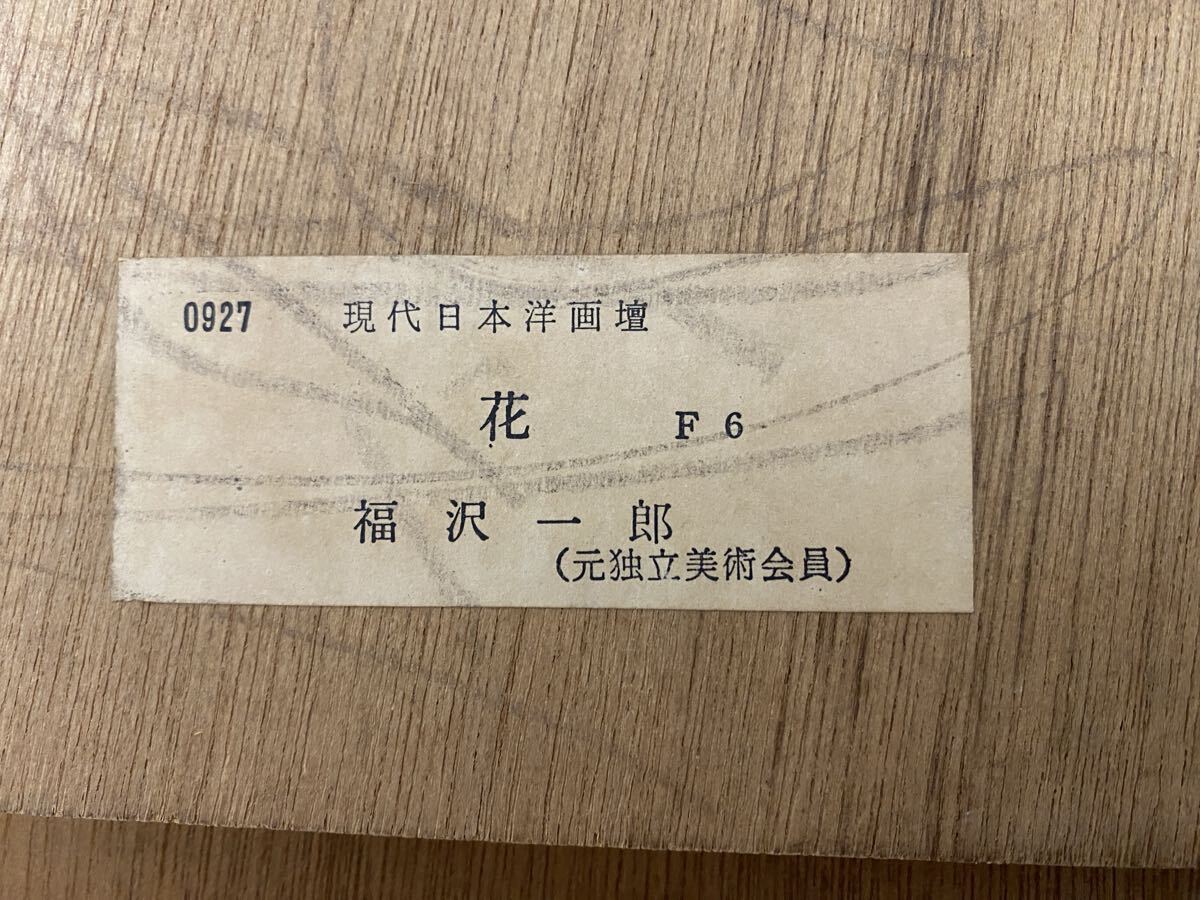 0927 現代日本洋画壇
花 F6
福沢一郎
(元独立美術会員)